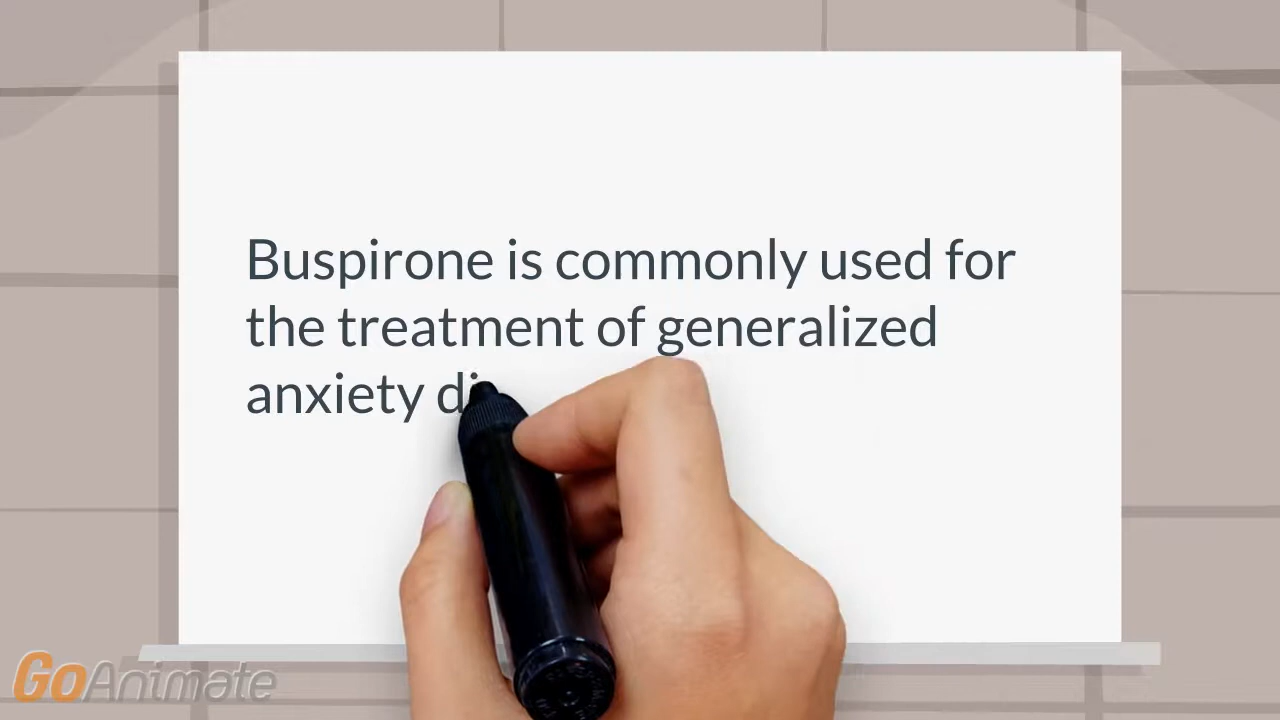 Buspirone is commonly used for
the treatment of generalized
anxiety di
GoAnimate